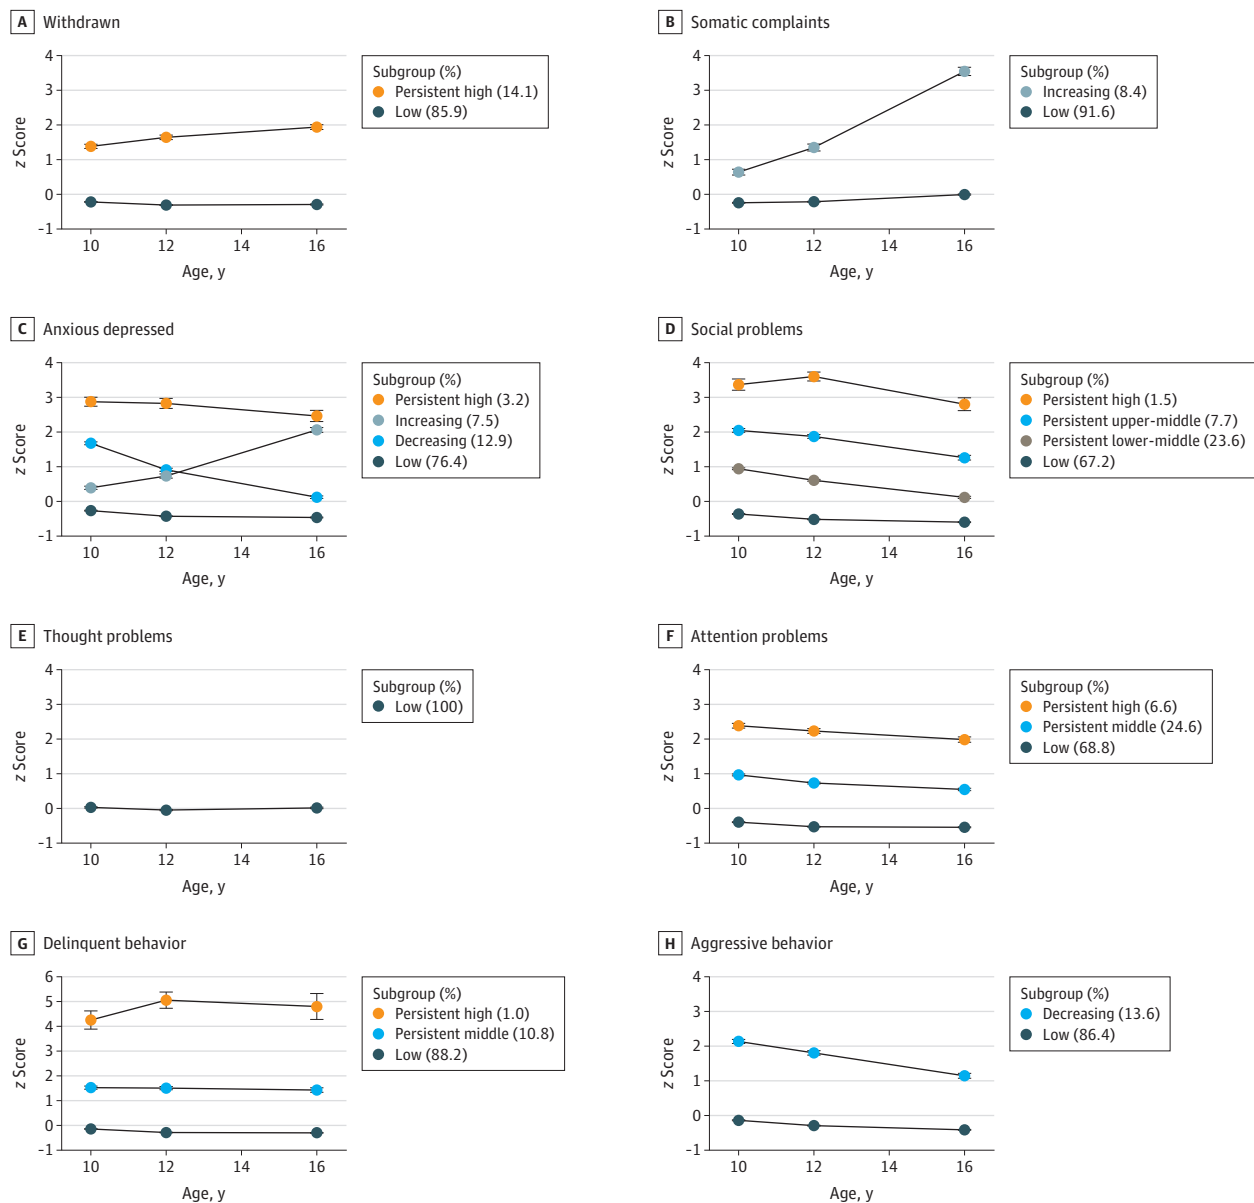 A Withdrawn
4
3
2
1
0
-1
z Score
10 12 14 16
Age, y
Subgroup (%)
Persistent high (14.1)
Low (85.9)
B Somatic complaints
4
3
2
1
0
-1
z Score
10 12 14 16
Age, y
Subgroup (%)
Increasing (8.4)
Low (91.6)
C Anxious depressed
4
3
2
1
0
-1
z Score
10 12 14 16
Age, y
Subgroup (%)
Persistent high (3.2)
Increasing (7.5)
Decreasing (12.9)
Low (76.4)
D Social problems
4
3
2
1
0
-1
z Score
10 12 14 16
Age, y
Subgroup (%)
Persistent high (1.5)
Persistent upper-middle (7.7)
Persistent lower-middle (23.6)
Low (67.2)
E Thought problems
4
3
2
1
0
-1
z Score
10 12 14 16
Age, y
Subgroup (%)
Low (100)
F Attention problems
4
3
2
1
0
-1
z Score
10 12 14 16
Age, y
Subgroup (%)
Persistent high (6.6)
Persistent middle (24.6)
Low (68.8)
G Delinquent behavior
6
5
4
3
2
1
0
-1
z Score
10 12 14 16
Age, y
Subgroup (%)
Persistent high (1.0)
Persistent middle (10.8)
Low (88.2)
H Aggressive behavior
4
3
2
1
0
-1
z Score
10 12 14 16
Age, y
Subgroup (%)
Decreasing (13.6)
Low (86.4)